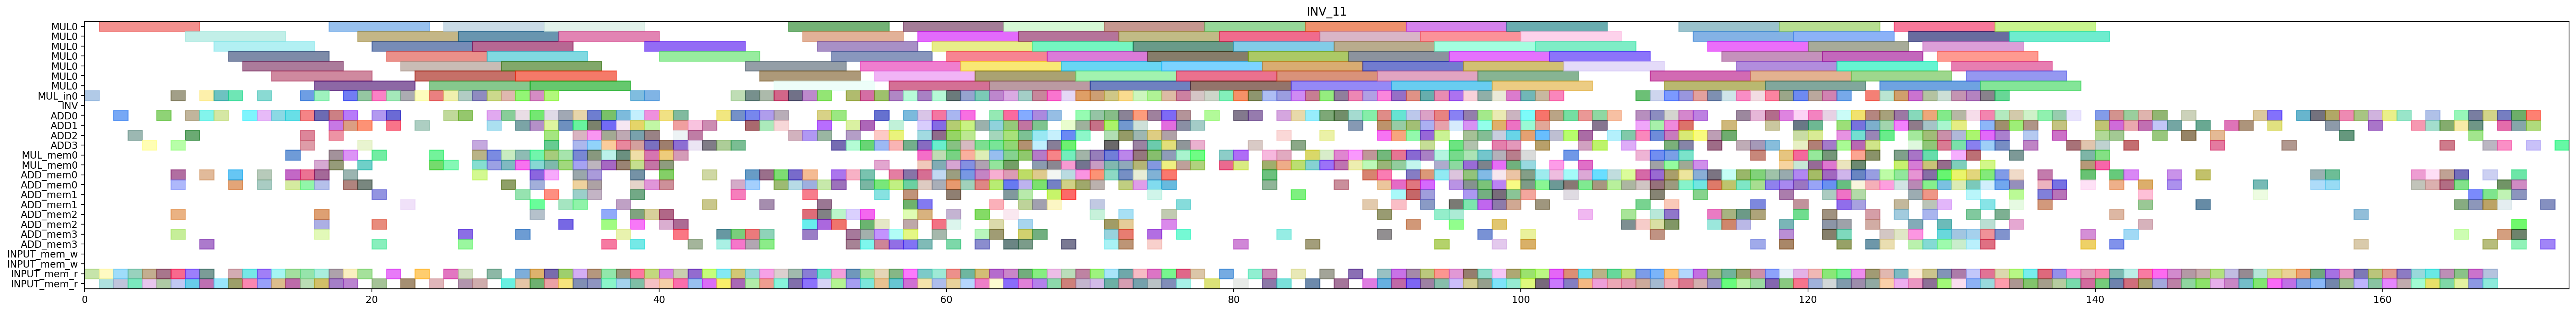 INV_11
MUL0
MUL0
MUL0
MUL0
MUL0
MUL0
MUL0
MUL_in0
INV
ADD0
ADD1
ADD2
ADD3
MUL_mem0
MUL_mem0
ADD_mem0
ADD_mem0
ADD_mem1
ADD_mem1
ADD_mem2
ADD_mem2
ADD_mem3
ADD_mem3
INPUT_mem_w
INPUT_mem_w
INPUT_mem_r
INPUT_mem_r
0 20 40 60 80 100 120 140 160